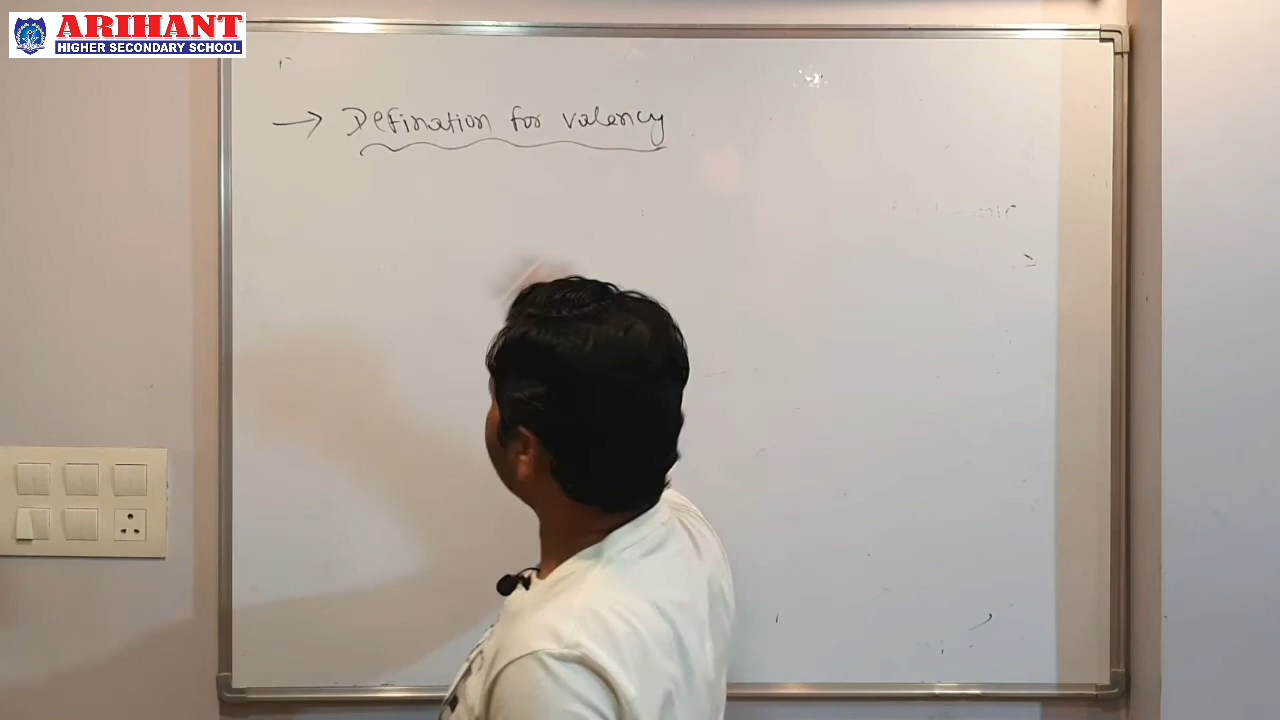 ARIHANT
HIGHER SECONDARY SCHOOL
→ Defination for valency